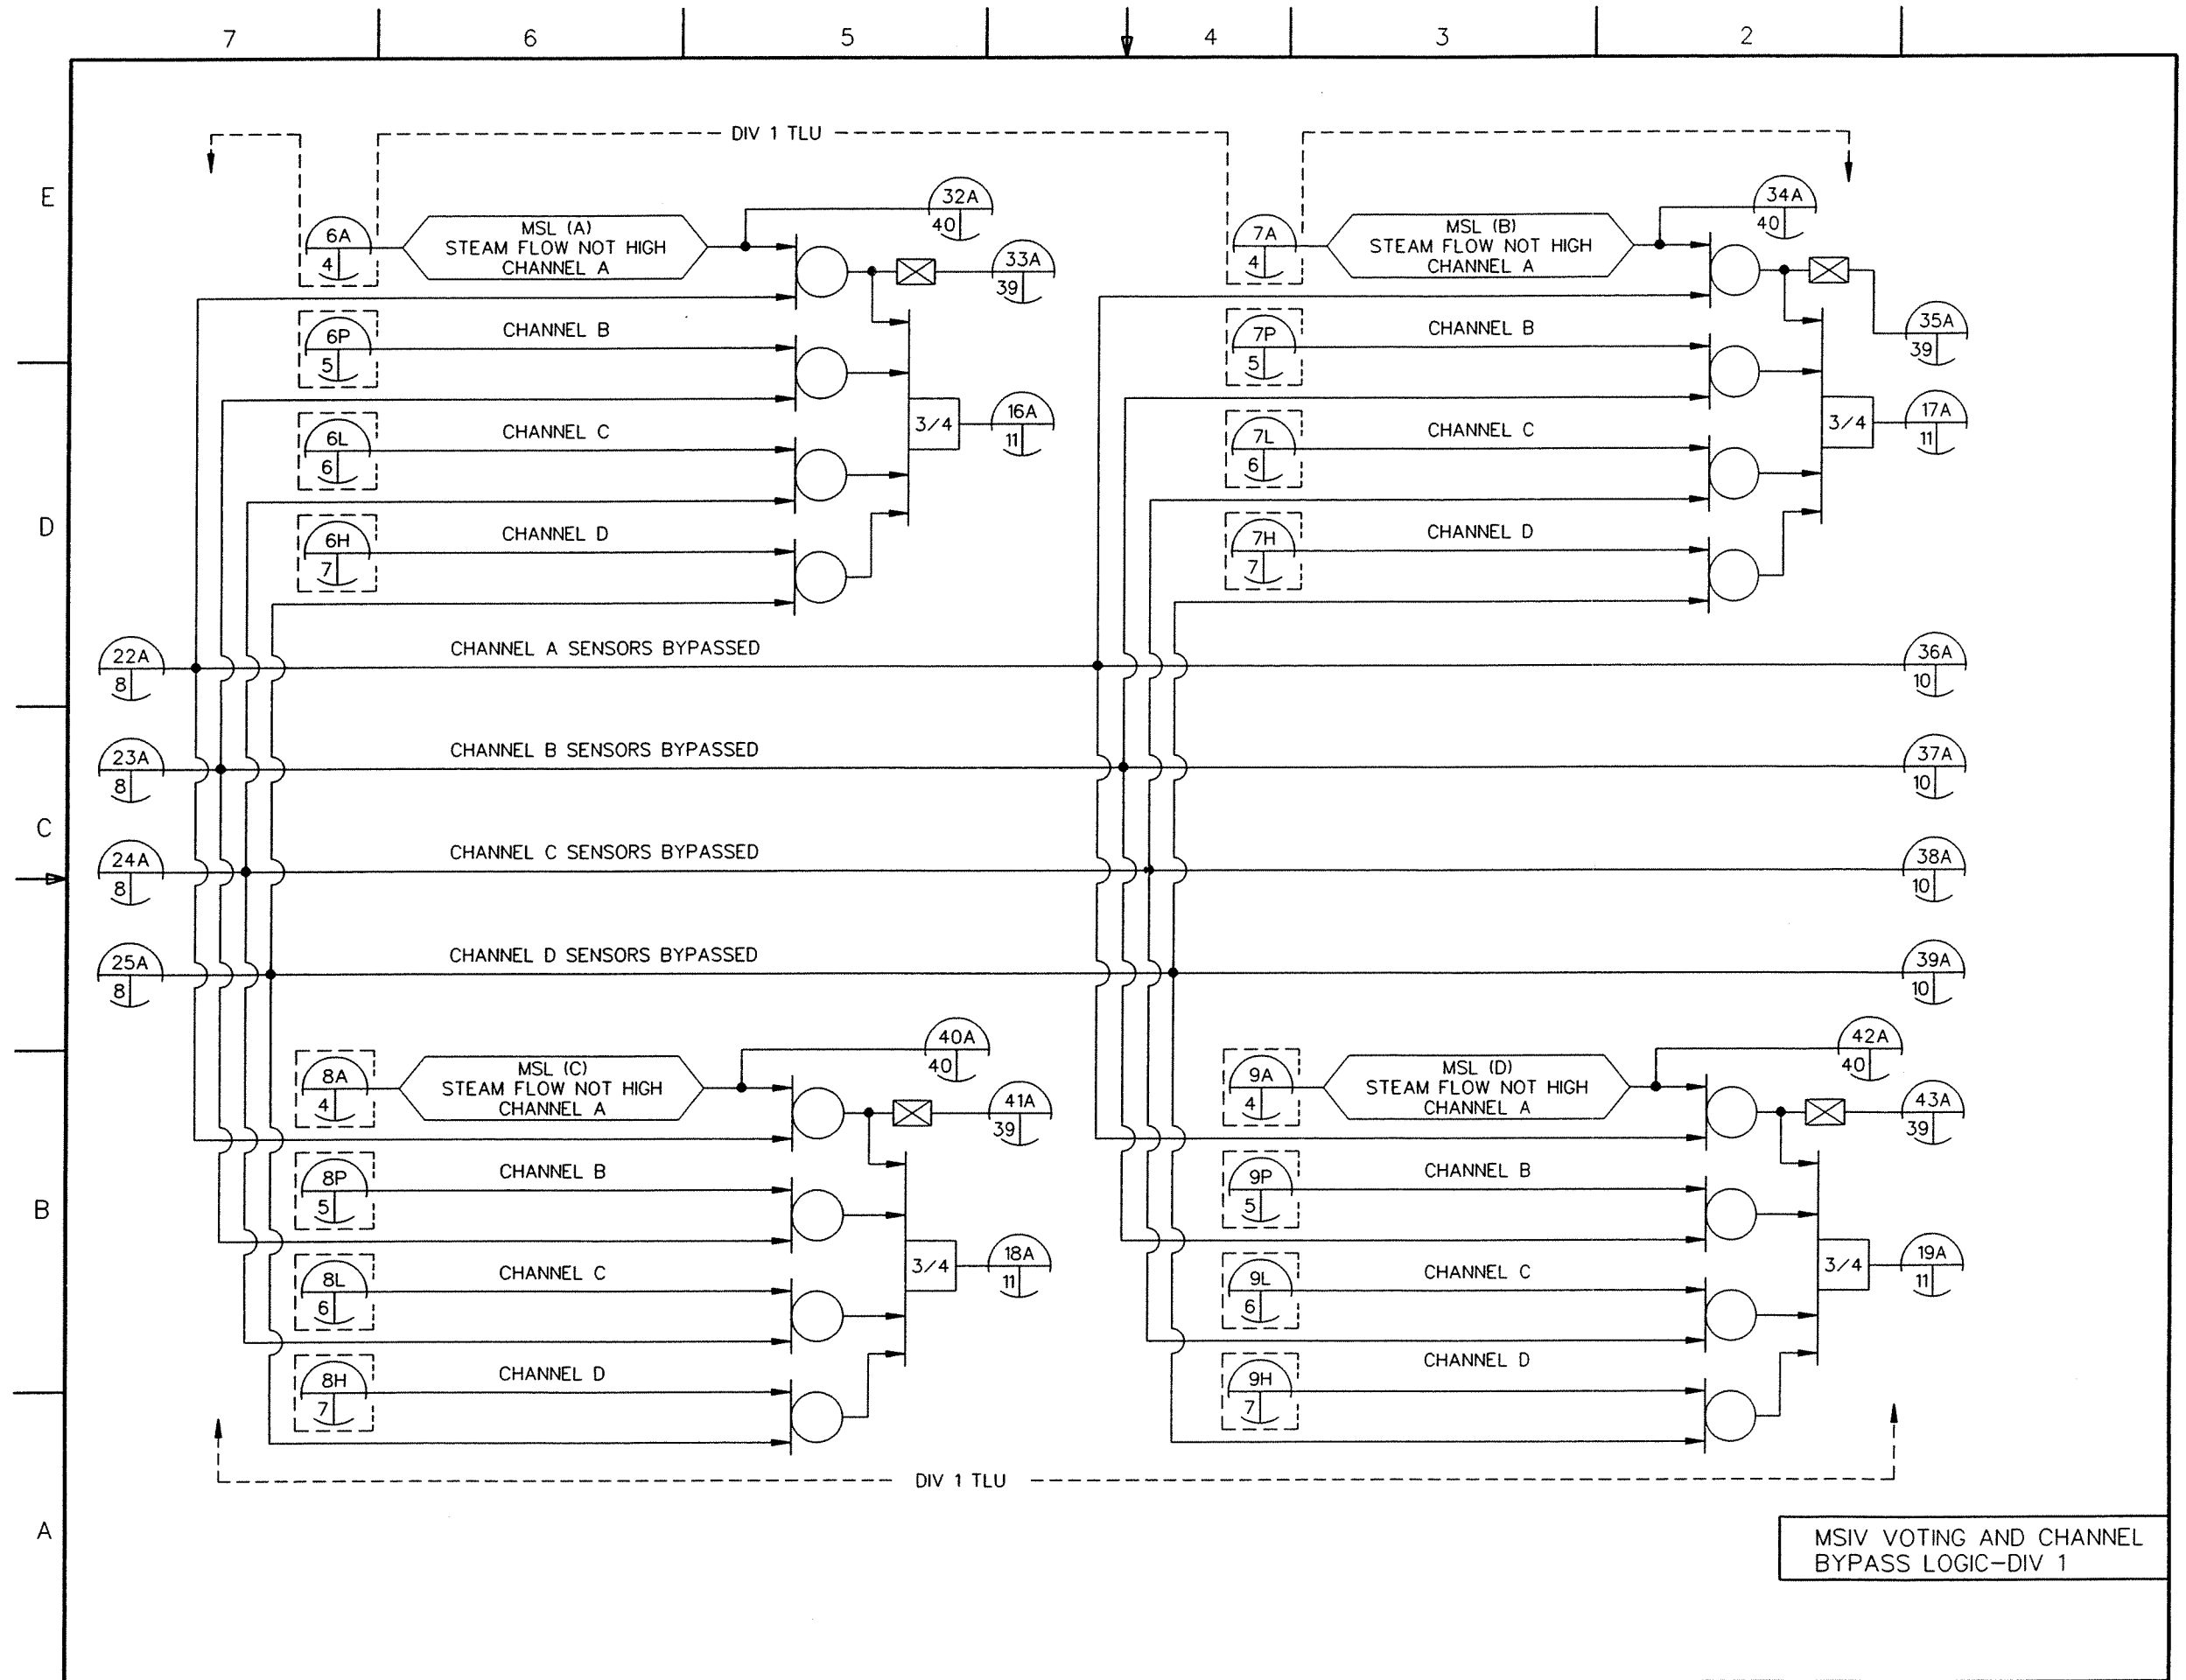 7 6 5 4 3 2
E
D
C
B
A
DIV 1 TLU
6A
4
MSL (A)
STEAM FLOW NOT HIGH
CHANNEL A
32A
40
33A
39
6P
5
CHANNEL B
6L
6
CHANNEL C
3/4
16A
11
6H
7
CHANNEL D
7A
4
MSL (B)
STEAM FLOW NOT HIGH
CHANNEL A
34A
40
35A
39
7P
5
CHANNEL B
7L
6
CHANNEL C
3/4
17A
11
7H
7
CHANNEL D
22A
8
CHANNEL A SENSORS BYPASSED
36A
10
23A
8
CHANNEL B SENSORS BYPASSED
37A
10
24A
8
CHANNEL C SENSORS BYPASSED
38A
10
25A
8
CHANNEL D SENSORS BYPASSED
39A
10
8A
4
MSL (C)
STEAM FLOW NOT HIGH
CHANNEL A
40A
40
41A
39
8P
5
CHANNEL B
8L
6
CHANNEL C
3/4
18A
11
8H
7
CHANNEL D
9A
4
MSL (D)
STEAM FLOW NOT HIGH
CHANNEL A
42A
40
43A
39
9P
5
CHANNEL B
9L
6
CHANNEL C
3/4
19A
11
9H
7
CHANNEL D
DIV 1 TLU
MSIV VOTING AND CHANNEL
BYPASS LOGIC-DIV 1